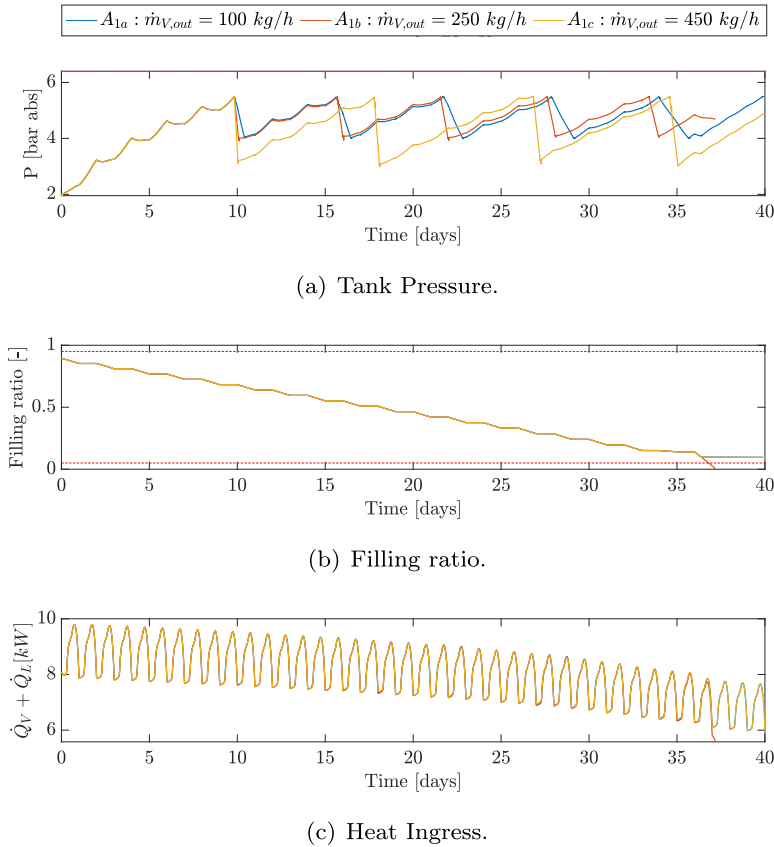 A_{1a} : ṁ_{V,out} = 100 kg/h A_{1b} : ṁ_{V,out} = 250 kg/h A_{1c} : ṁ_{V,out} = 450 kg/h
P [bar abs]
6
4
2
0 5 10 15 20 25 30 35 40
Time [days]
(a) Tank Pressure.
Filling ratio [-]
1
0.5
0
0 5 10 15 20 25 30 35 40
Time [days]
(b) Filling ratio.
Q̇_V + Q̇_L[kW]
10
8
6
0 5 10 15 20 25 30 35 40
Time [days]
(c) Heat Ingress.